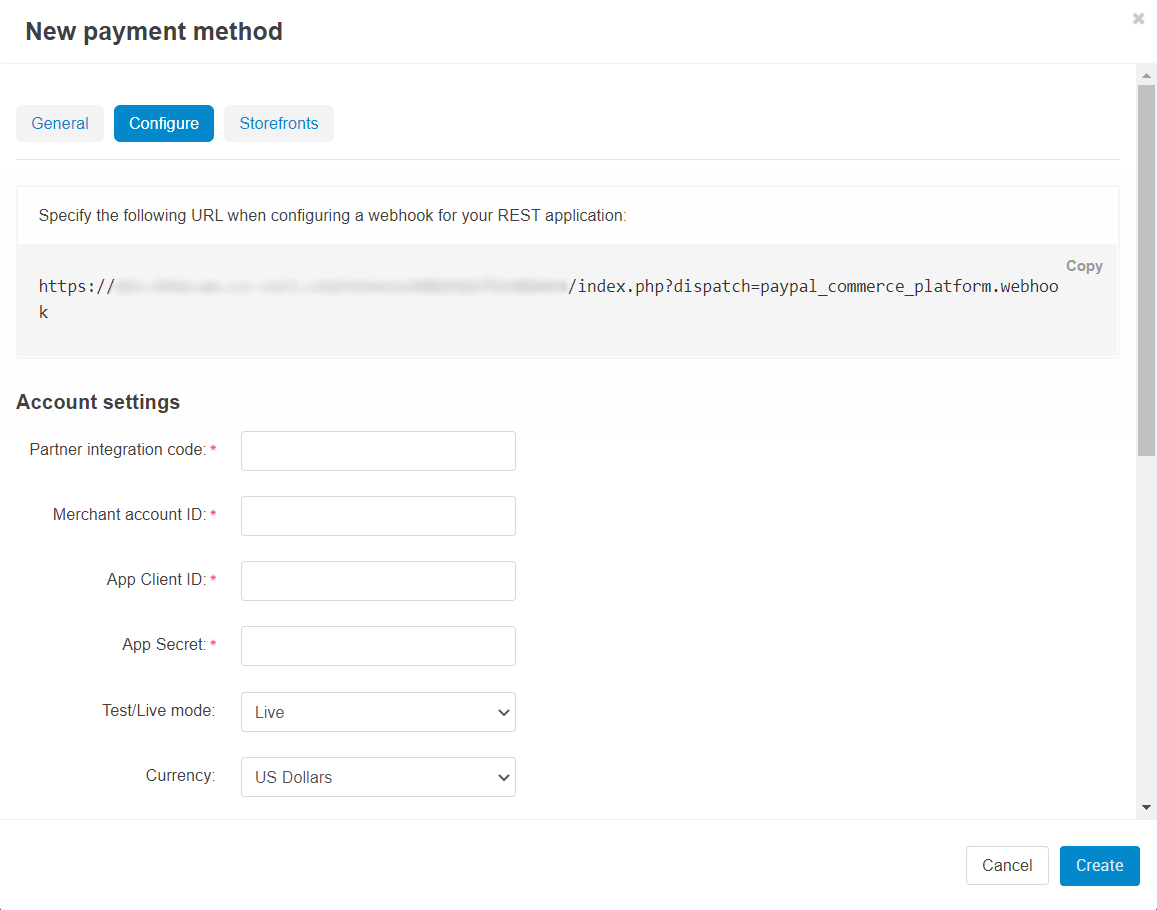 New payment method
General Configure Storefronts
Specify the following URL when configuring a webhook for your REST application:
Copy
https:// /index.php?dispatch=paypal_commerce_platform.webhoo
k
Account settings
Partner integration code: *
Merchant account ID: *
App Client ID: *
App Secret: *
Test/Live mode: Live
Currency: US Dollars
Cancel Create